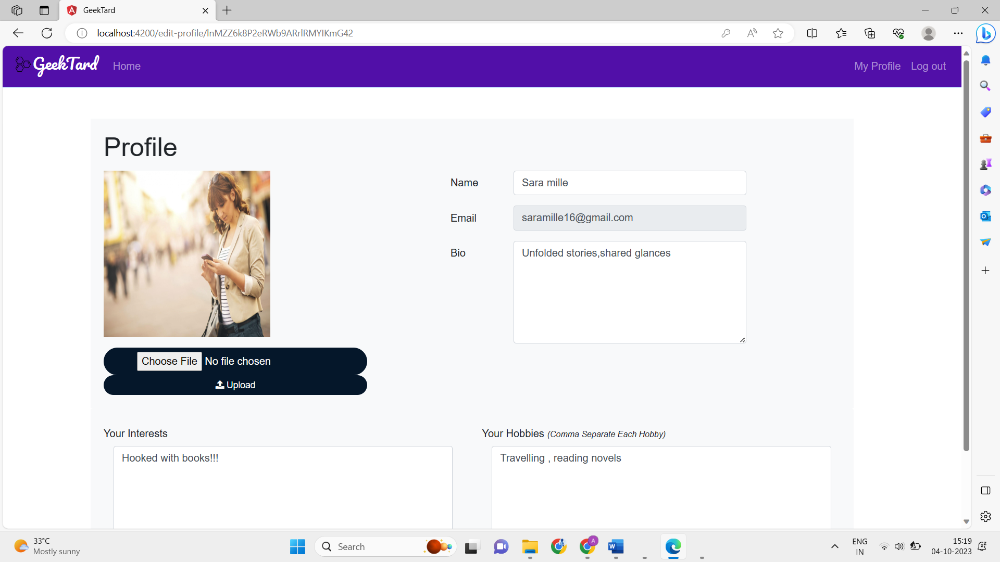 GeekTard
localhost:4200/edit-profile/lnMZZ6k8P2eRWb9ARrlRMYIKmG42
GeekTard Home My Profile Log out
Profile
Name Sara mille
Email saramille16@gmail.com
Bio Unfolded stories,shared glances
Choose File No file chosen
Upload
Your Interests Your Hobbies (Comma Separate Each Hobby)
Hooked with books!!! Travelling , reading novels
33°C
Mostly sunny
Search
ENG
IN
15:19
04-10-2023